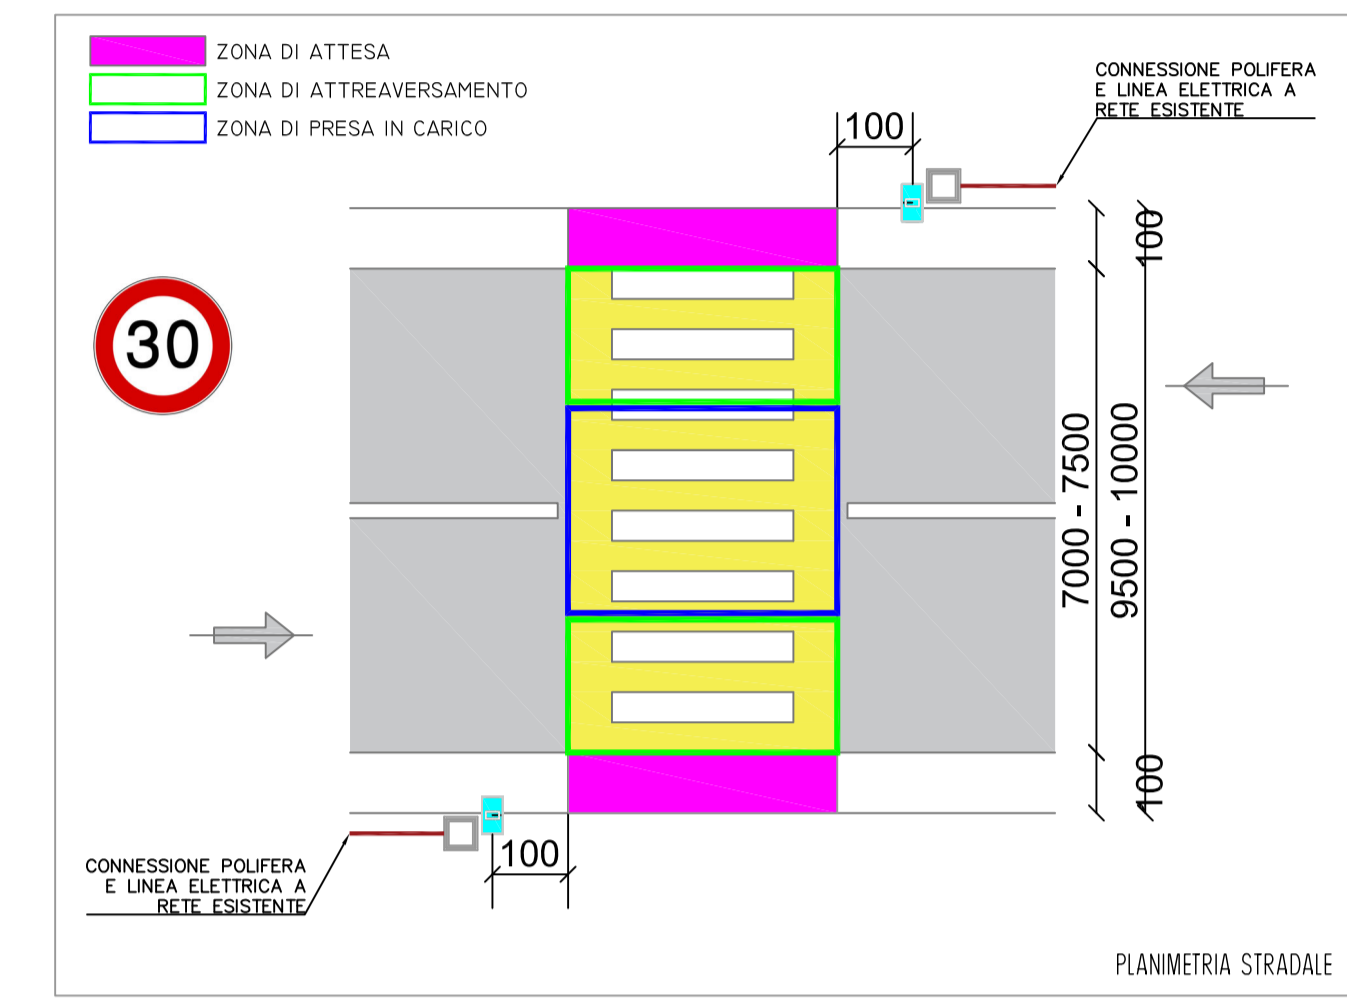 ZONA DI ATTESA
ZONA DI ATTREAVERSAMENTO
ZONA DI PRESA IN CARICO
CONNESSIONE POLIFERA
E LINEA ELETTRICA A
RETE ESISTENTE
100
100
30
7000 - 7500
9500 - 10000
100
100
CONNESSIONE POLIFERA
E LINEA ELETTRICA A
RETE ESISTENTE
PLANIMETRIA STRADALE